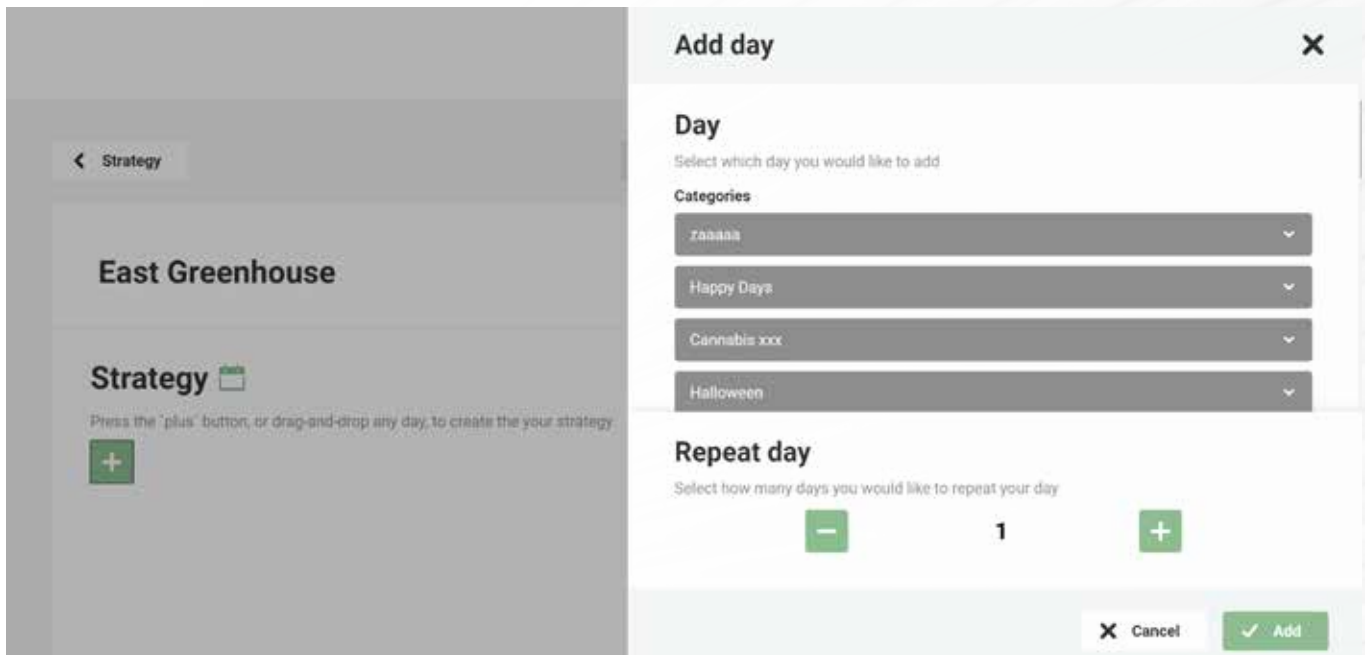 Add day
Day
Select which day you would like to add
Categories
zaaaaa
Happy Days
Cannabis xxx
Halloween
Repeat day
Select how many days you would like to repeat your day
1
Cancel
Add
Strategy
East Greenhouse
Strategy
Press the `plus` button, or drag-and-drop any day, to create the your strategy